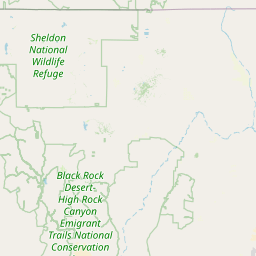 Sheldon
National
Wildlife
Refuge
Black Rock
Desert-
High Rock
Canyon
Emigrant
Trails National
Conservation